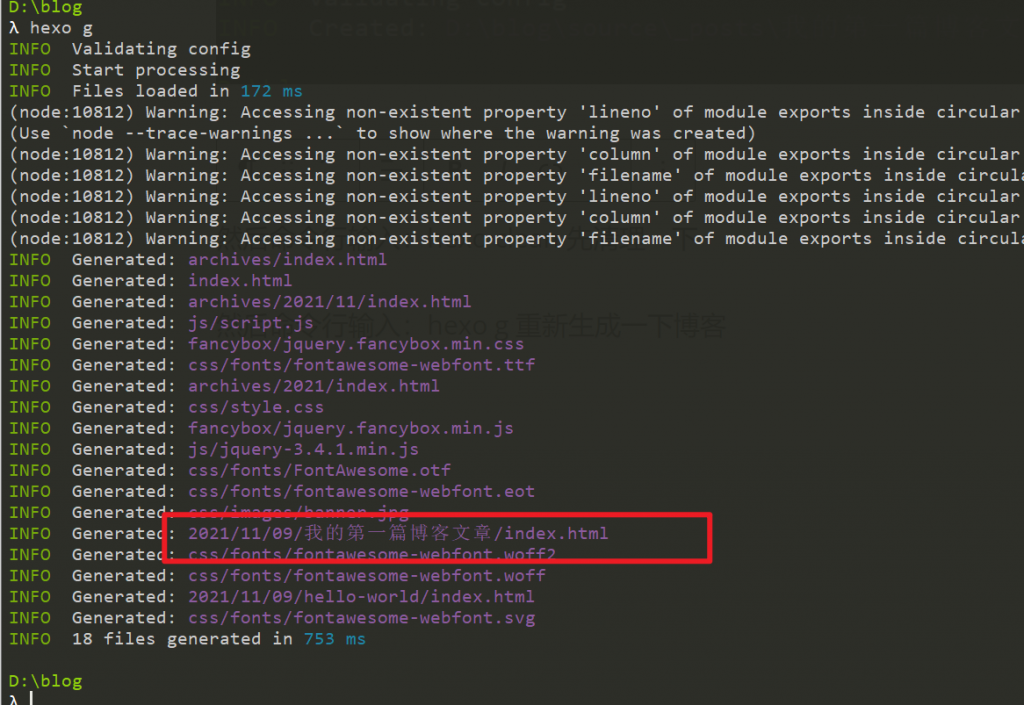 D:\blog
λ hexo g
INFO  Validating config
INFO  Start processing
INFO  Files loaded in 172 ms
(node:10812) Warning: Accessing non-existent property 'lineno' of module exports inside circular
(Use `node --trace-warnings ...` to show where the warning was created)
(node:10812) Warning: Accessing non-existent property 'column' of module exports inside circular
(node:10812) Warning: Accessing non-existent property 'filename' of module exports inside circula
(node:10812) Warning: Accessing non-existent property 'lineno' of module exports inside circular
(node:10812) Warning: Accessing non-existent property 'column' of module exports inside circular
(node:10812) Warning: Accessing non-existent property 'filename' of module exports inside circula
INFO  Generated: archives/index.html
INFO  Generated: index.html
INFO  Generated: archives/2021/11/index.html
INFO  Generated: js/script.js
行输入：hexo g 重新生成一下博客
INFO  Generated: fancybox/jquery.fancybox.min.css
INFO  Generated: css/fonts/fontawesome-webfont.ttf
INFO  Generated: archives/2021/index.html
INFO  Generated: css/style.css
INFO  Generated: fancybox/jquery.fancybox.min.js
INFO  Generated: js/jquery-3.4.1.min.js
INFO  Generated: css/fonts/FontAwesome.otf
INFO  Generated: css/fonts/fontawesome-webfont.eot
INFO  Generated: css/images/banner.jpg
INFO  Generated: 2021/11/09/我的第一篇博客文章/index.html
INFO  Generated: css/fonts/fontawesome-webfont.woff2
INFO  Generated: css/fonts/fontawesome-webfont.woff
INFO  Generated: 2021/11/09/hello-world/index.html
INFO  Generated: css/fonts/fontawesome-webfont.svg
INFO  18 files generated in 753 ms
D:\blog
λ